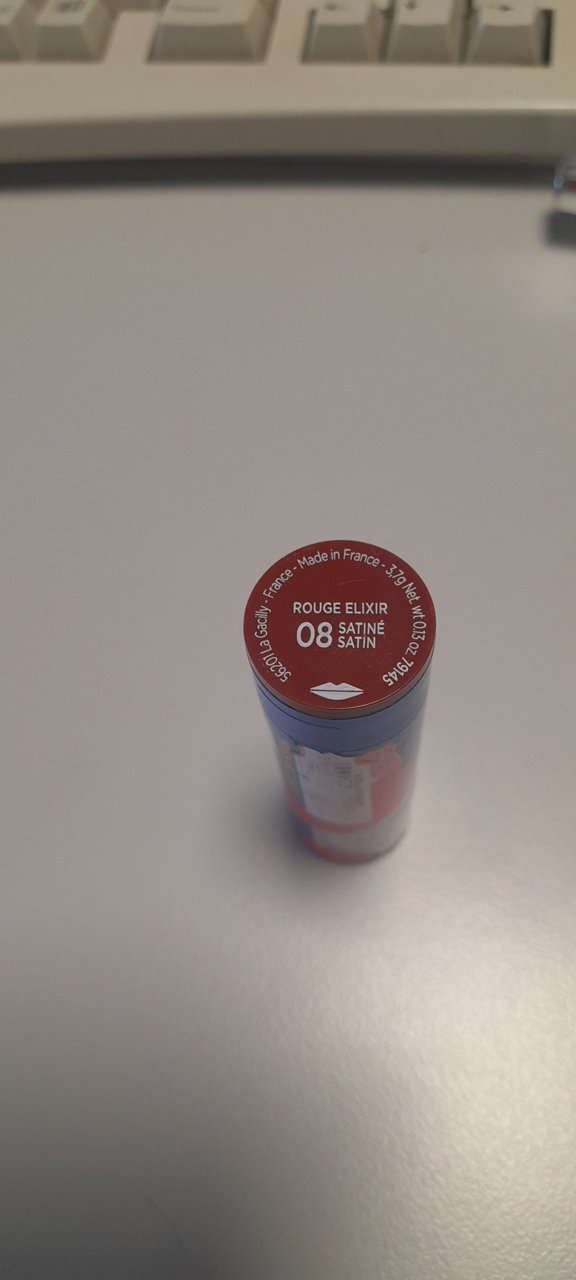 56201 La Gacilly - France - Made in France - 3,7g Net wt 0.13 oz. 79145
ROUGE ELIXIR
08 SATINÉ
SATIN